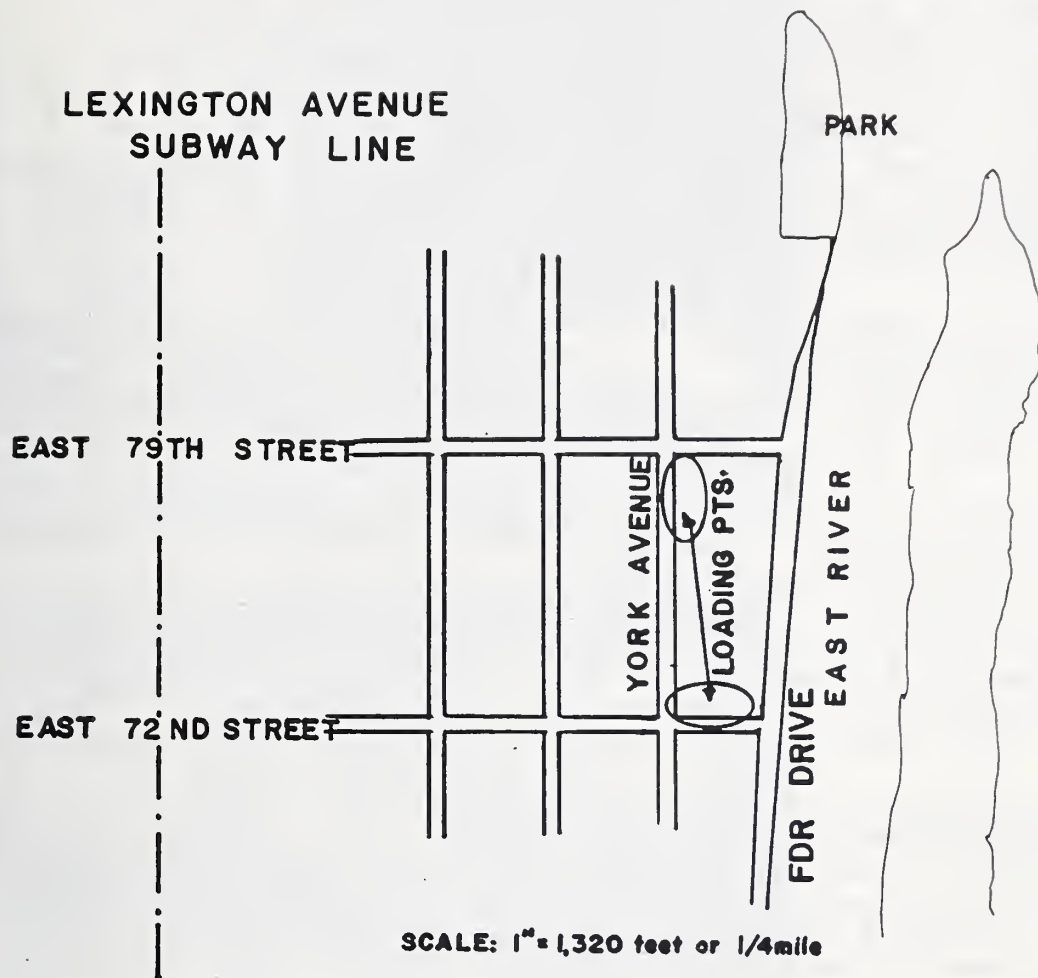 LEXINGTON AVENUE
SUBWAY LINE
PARK
EAST 79TH STREET
YORK AVENUE
LOADING PTS.
EAST RIVER
EAST 72ND STREET
FDR DRIVE
SCALE: 1"= 1,320 feet or 1/4mile